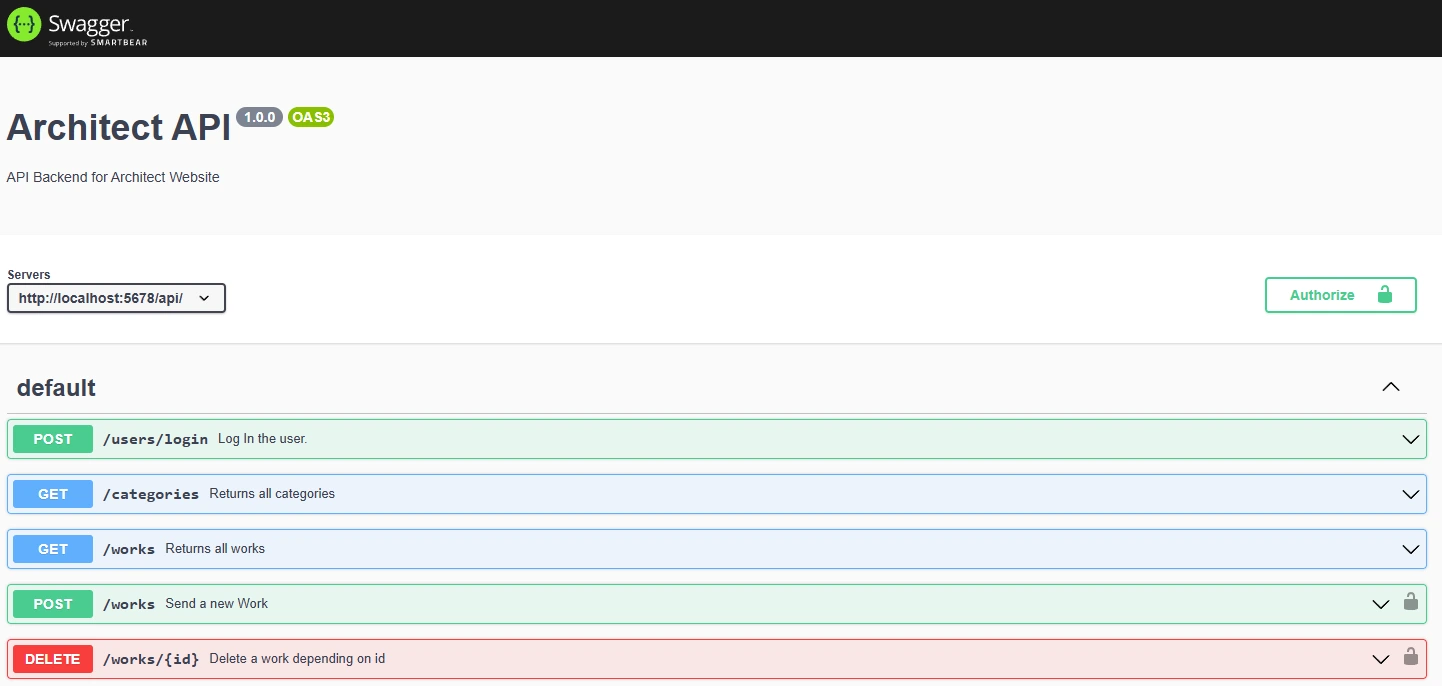 Swagger
Supported by SMARTBEAR
Architect API 1.0.0 OAS3
API Backend for Architect Website
Servers
http://localhost:5678/api/
Authorize
default
POST /users/login Log In the user.
GET /categories Returns all categories
GET /works Returns all works
POST /works Send a new Work
DELETE /works/{id} Delete a work depending on id